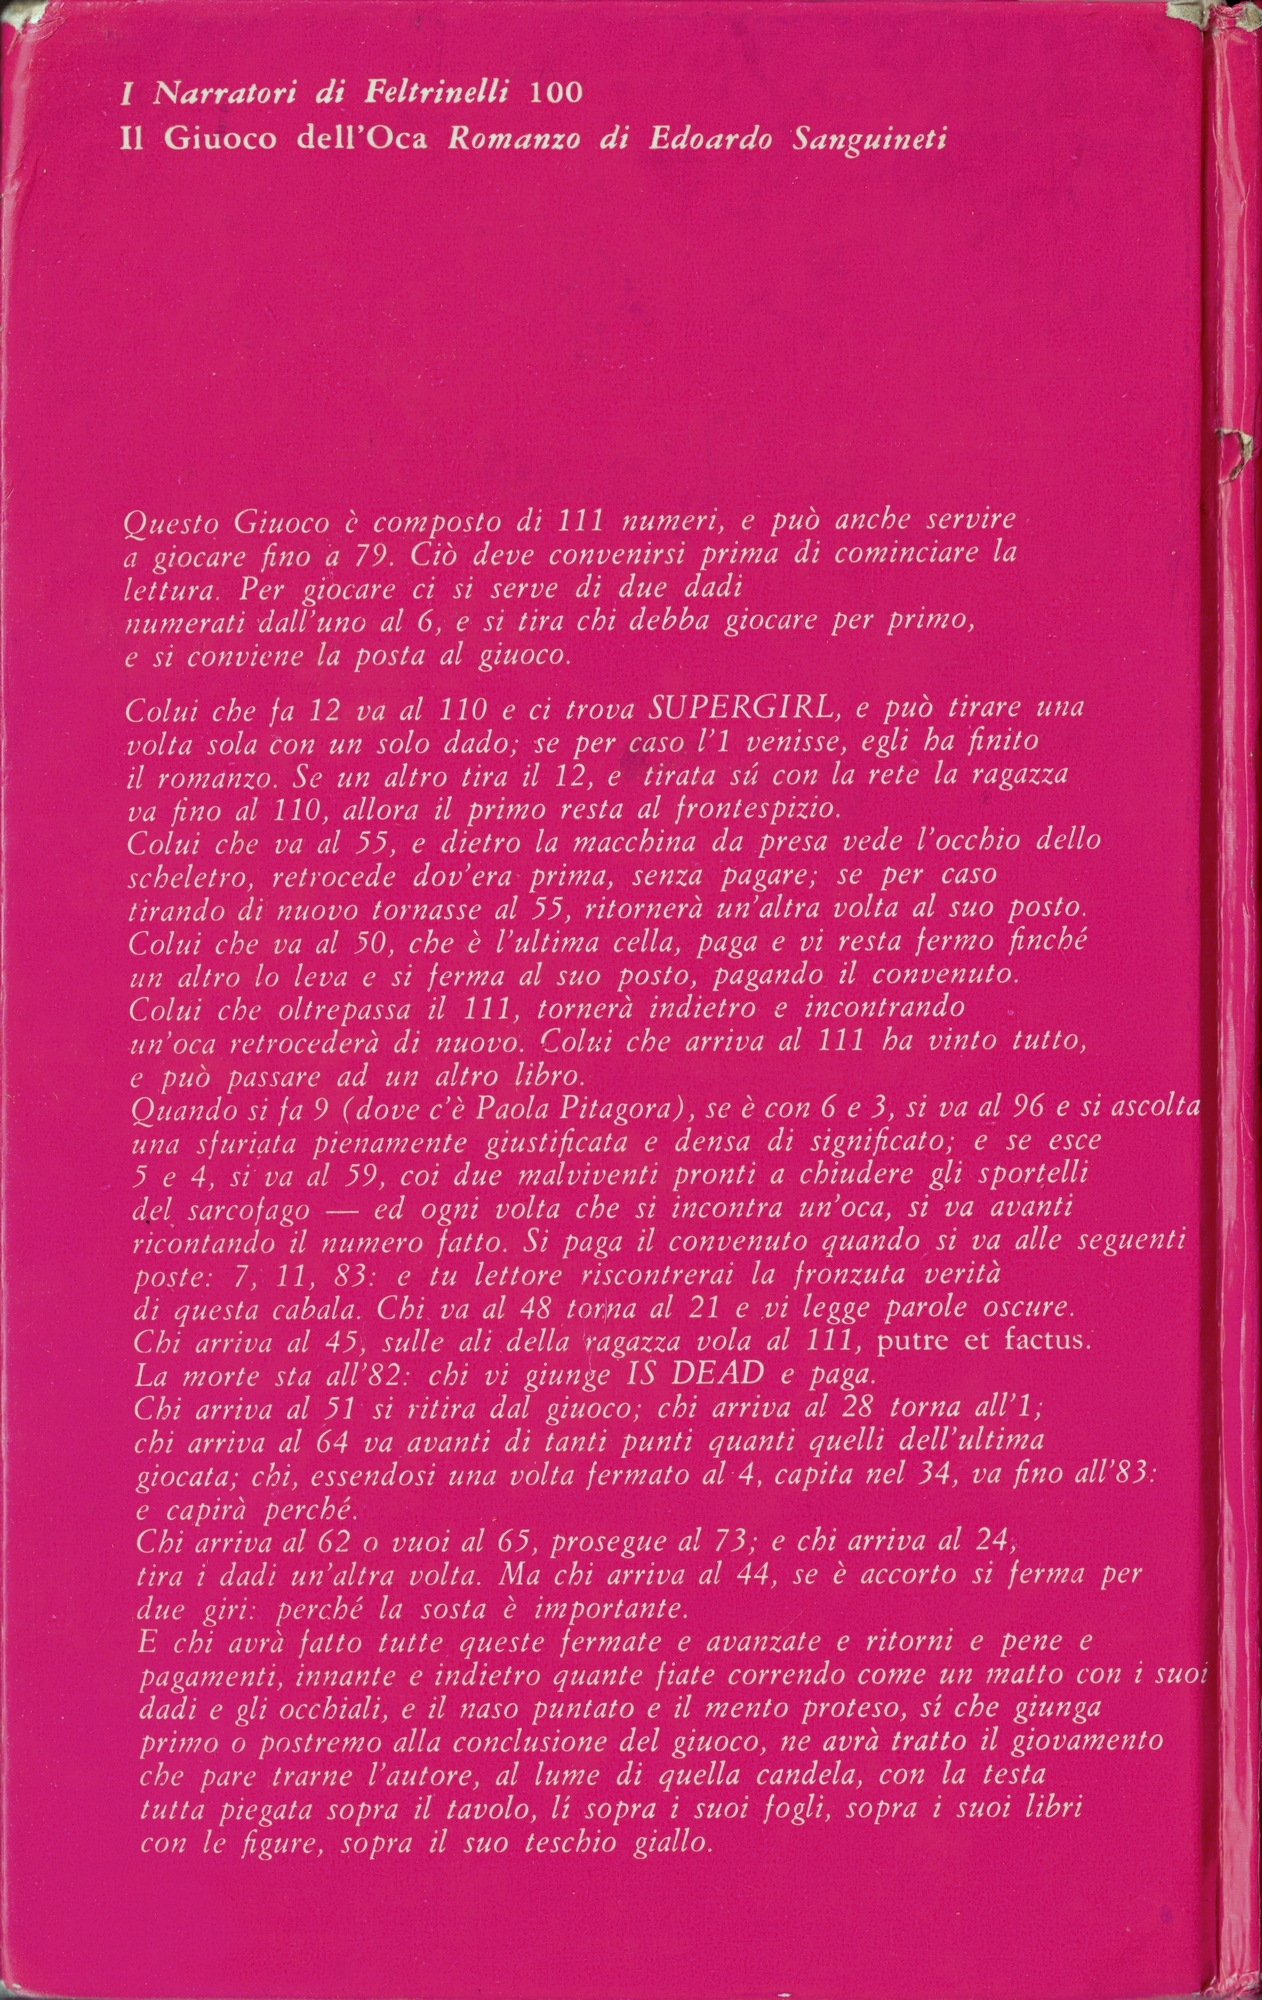 I Narratori di Feltrinelli 100
Il Giuoco dell'Oca Romanzo di Edoardo Sanguineti
Questo Giuoco è composto di 111 numeri, e può anche servire
a giocare fino a 79. Ciò deve convenirsi prima di cominciare la
lettura. Per giocare ci si serve di due dadi
numerati dall'uno al 6, e si tira chi debba giocare per primo,
e si conviene la posta al giuoco.
Colui che fa 12 va al 110 e ci trova SUPERGIRL, e può tirare una
volta sola con un solo dado; se per caso l'1 venisse, egli ha finito
il romanzo. Se un altro tira il 12, e tirata sú con la rete la ragazza
va fino al 110, allora il primo resta al frontespizio.
Colui che va al 55, e dietro la macchina da presa vede l'occhio dello
scheletro, retrocede dov'era prima, senza pagare; se per caso
tirando di nuovo tornasse al 55, ritornerà un'altra volta al suo posto.
Colui che va al 50, che è l'ultima cella, paga e vi resta fermo finché
un altro lo leva e si ferma al suo posto, pagando il convenuto.
Colui che oltrepassa il 111, tornerà indietro e incontrando
un'oca retrocederà di nuovo. Colui che arriva al 111 ha vinto tutto,
e può passare ad un altro libro.
Quando si fa 9 (dove c'è Paola Pitagora), se è con 6 e 3, si va al 96 e si ascolta
una sfuriata pienamente giustificata e densa di significato; e se esce
5 e 4, si va al 59, coi due malviventi pronti a chiudere gli sportelli
del sarcofago — ed ogni volta che si incontra un'oca, si va avanti
ricontando il numero fatto. Si paga il convenuto quando si va alle seguenti
poste: 7, 11, 83: e tu lettore riscontrerai la fronzuta verità
di questa cabala. Chi va al 48 torna al 21 e vi legge parole oscure.
Chi arriva al 45, sulle ali della ragazza vola al 111, putre et factus.
La morte sta all'82: chi vi giunge IS DEAD e paga.
Chi arriva al 51 si ritira dal giuoco; chi arriva al 28 torna all'1;
chi arriva al 64 va avanti di tanti punti quanti quelli dell'ultima
giocata; chi, essendosi una volta fermato al 4, capita nel 34, va fino all'83:
e capirà perché.
Chi arriva al 62 o vuoi al 65, prosegue al 73; e chi arriva al 24,
tira i dadi un'altra volta. Ma chi arriva al 44, se è accorto si ferma per
due giri: perché la sosta è importante.
E chi avrà fatto tutte queste fermate e avanzate e ritorni e pene e
pagamenti, innante e indietro quante fiate correndo come un matto con i suoi
dadi e gli occhiali, e il naso puntato e il mento proteso, sí che giunga
primo o postremo alla conclusione del giuoco, ne avrà tratto il giovamento
che pare trarne l'autore, al lume di quella candela, con la testa
tutta piegata sopra il tavolo, lí sopra i suoi fogli, sopra i suoi libri
con le figure, sopra il suo teschio giallo.